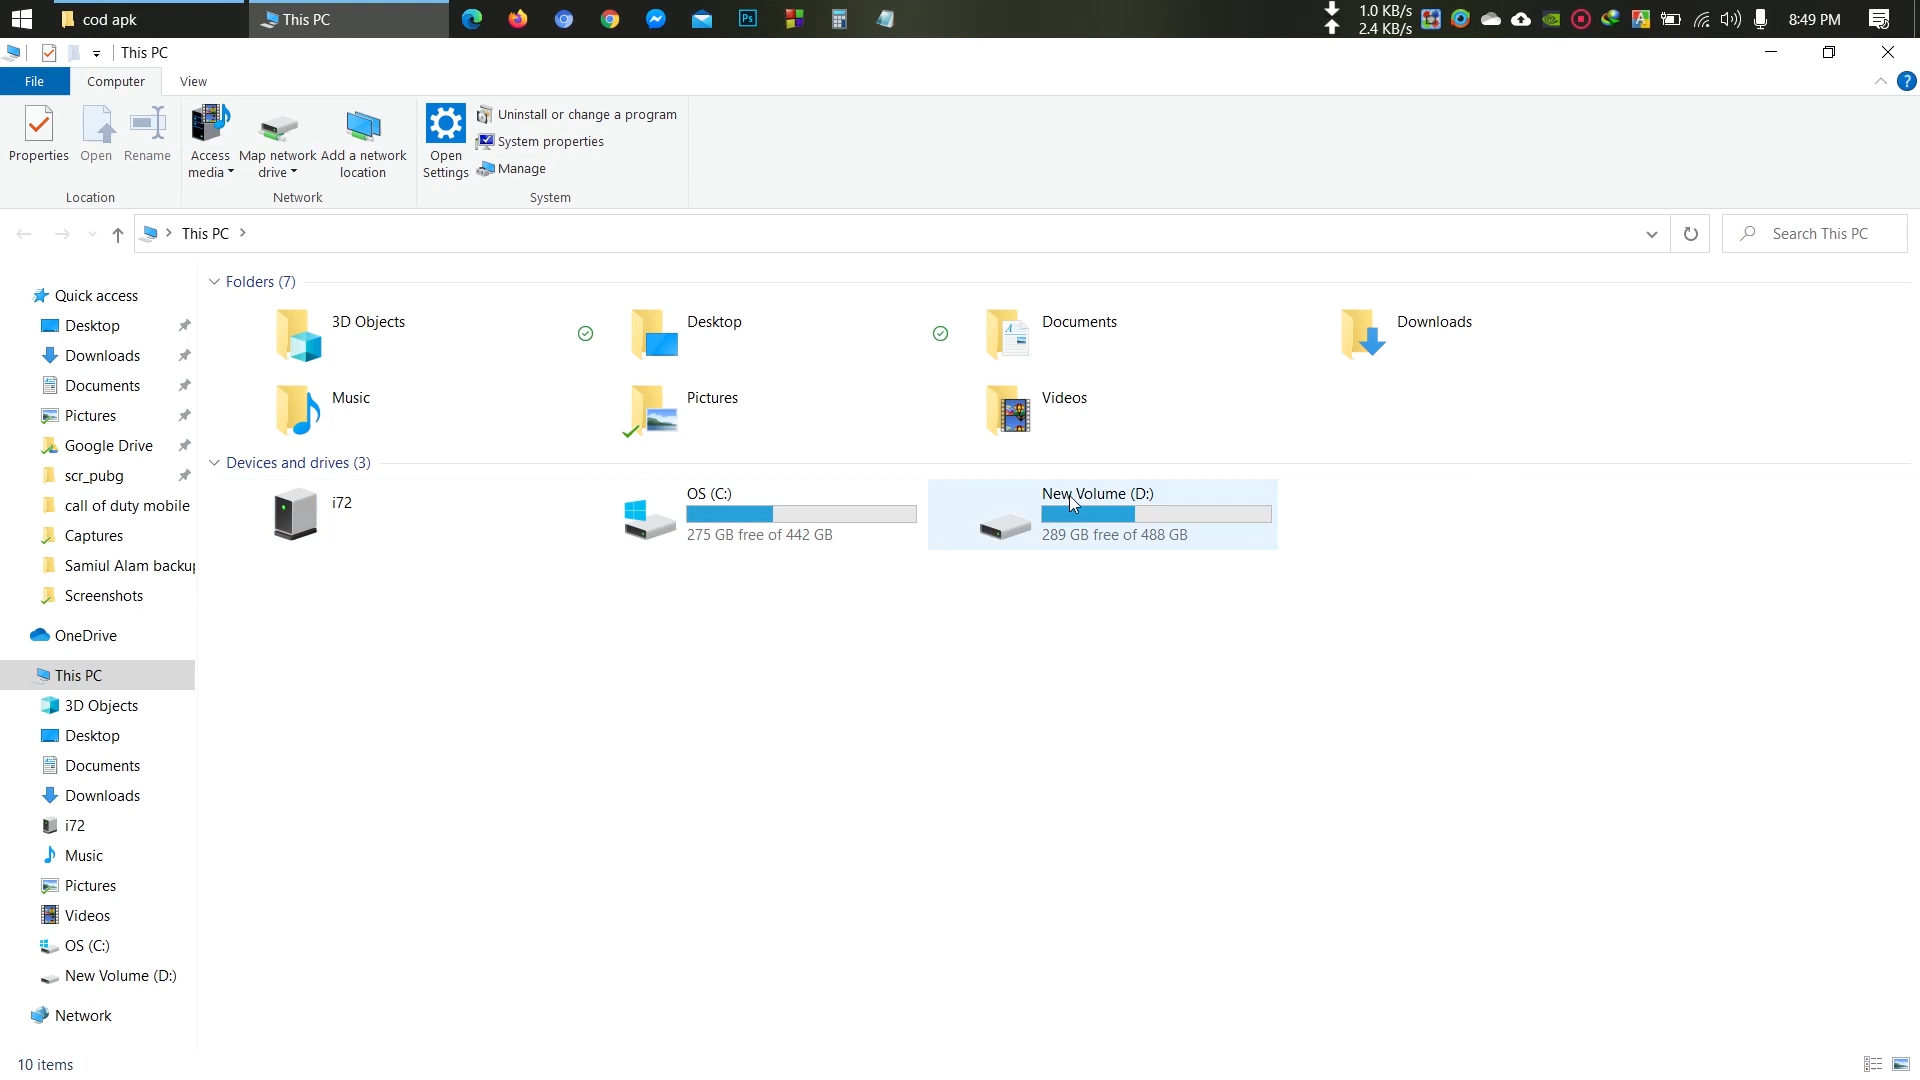 cod apk
This PC
1.0 KB/s
2.4 KB/s
8:49 PM
This PC
File
Computer
View
Properties
Open
Rename
Access media
Map network drive
Add a network location
Open Settings
Uninstall or change a program
System properties
Manage
Location
Network
System
This PC
Search This PC
Quick access
Desktop
Downloads
Documents
Pictures
Google Drive
scr_pubg
call of duty mobile
Captures
Samiul Alam backup
Screenshots
OneDrive
This PC
3D Objects
Desktop
Documents
Downloads
i72
Music
Pictures
Videos
OS (C:)
New Volume (D:)
Network
Folders (7)
3D Objects
Desktop
Documents
Downloads
Music
Pictures
Videos
Devices and drives (3)
i72
OS (C:)
275 GB free of 442 GB
New Volume (D:)
289 GB free of 488 GB
10 items